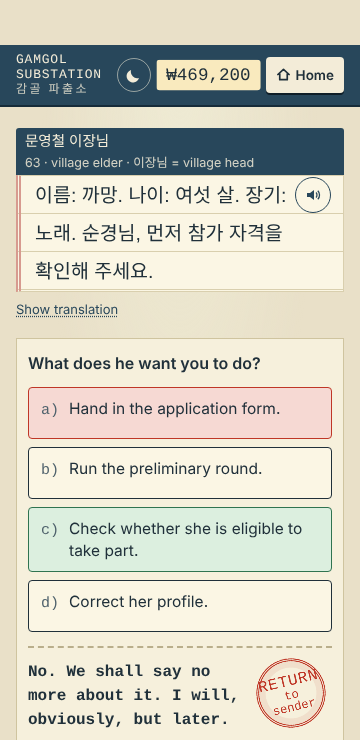 GAMGOL
SUBSTATION
감골 파출소
₩469,200
Home
문영철 이장님
63 · village elder · 이장님 = village head
이름: 까망. 나이: 여섯 살. 장기:
노래. 순경님, 먼저 참가 자격을
확인해 주세요.
Show translation
What does he want you to do?
a) Hand in the application form.
b) Run the preliminary round.
c) Check whether she is eligible to
take part.
d) Correct her profile.
No. We shall say no
more about it. I will,
obviously, but later.
RETURN
to
sender